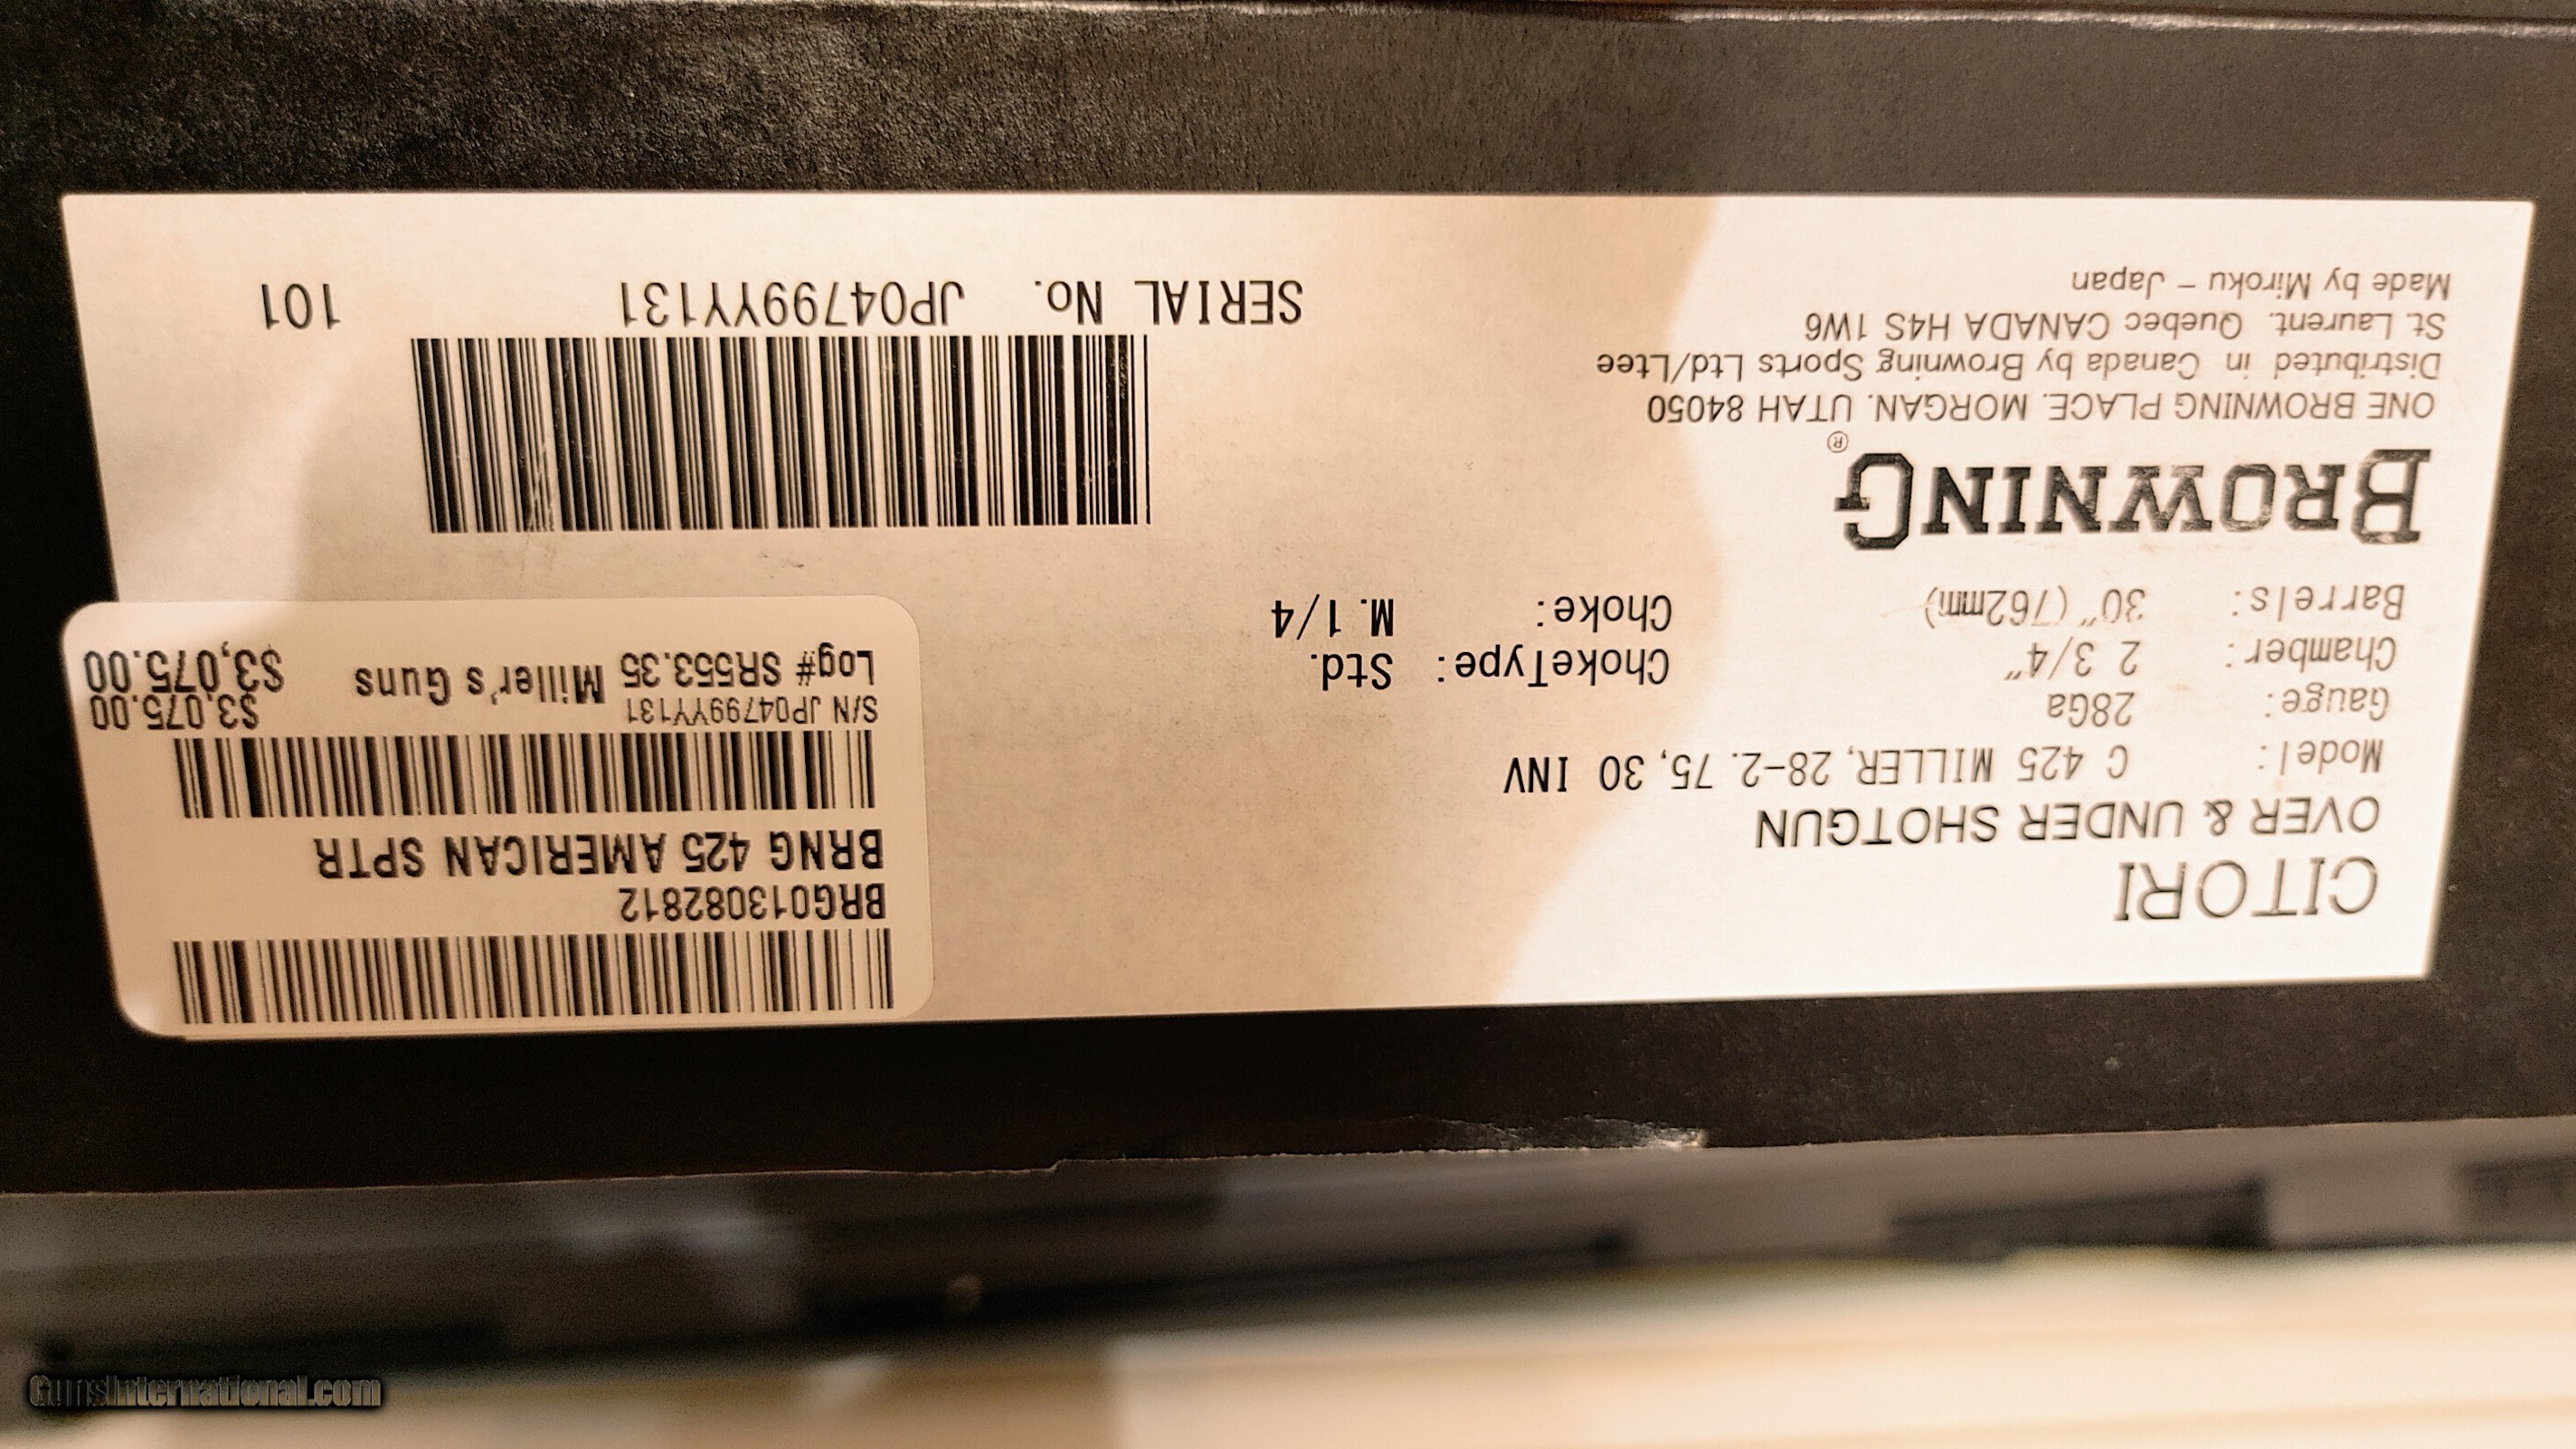 CITORI
OVER & UNDER SHOTGUN
Model: C 425 MILLER, 28-2. 75, 30 INV
Gauge: 28Ga
Chamber: 2 3/4"
Barrels: 30" (762mm)
ChokeType: Std.
Choke: M. 1/4
BROWNING®
ONE BROWNING PLACE. MORGAN. UTAH 84050
Distributed in Canada by Browning Sports Ltd/Ltee
St. Laurent. Quebec CANADA H4S 1W6
Made by Miroku - Japan
BRG013082812
BRNG 425 AMERICAN SPTR
S/N JP04799YY131 $3,075.00
Log# SR553.35 Miller's Guns $3,075.00
SERIAL No. JP04799YY131 101
GunsInternational.com